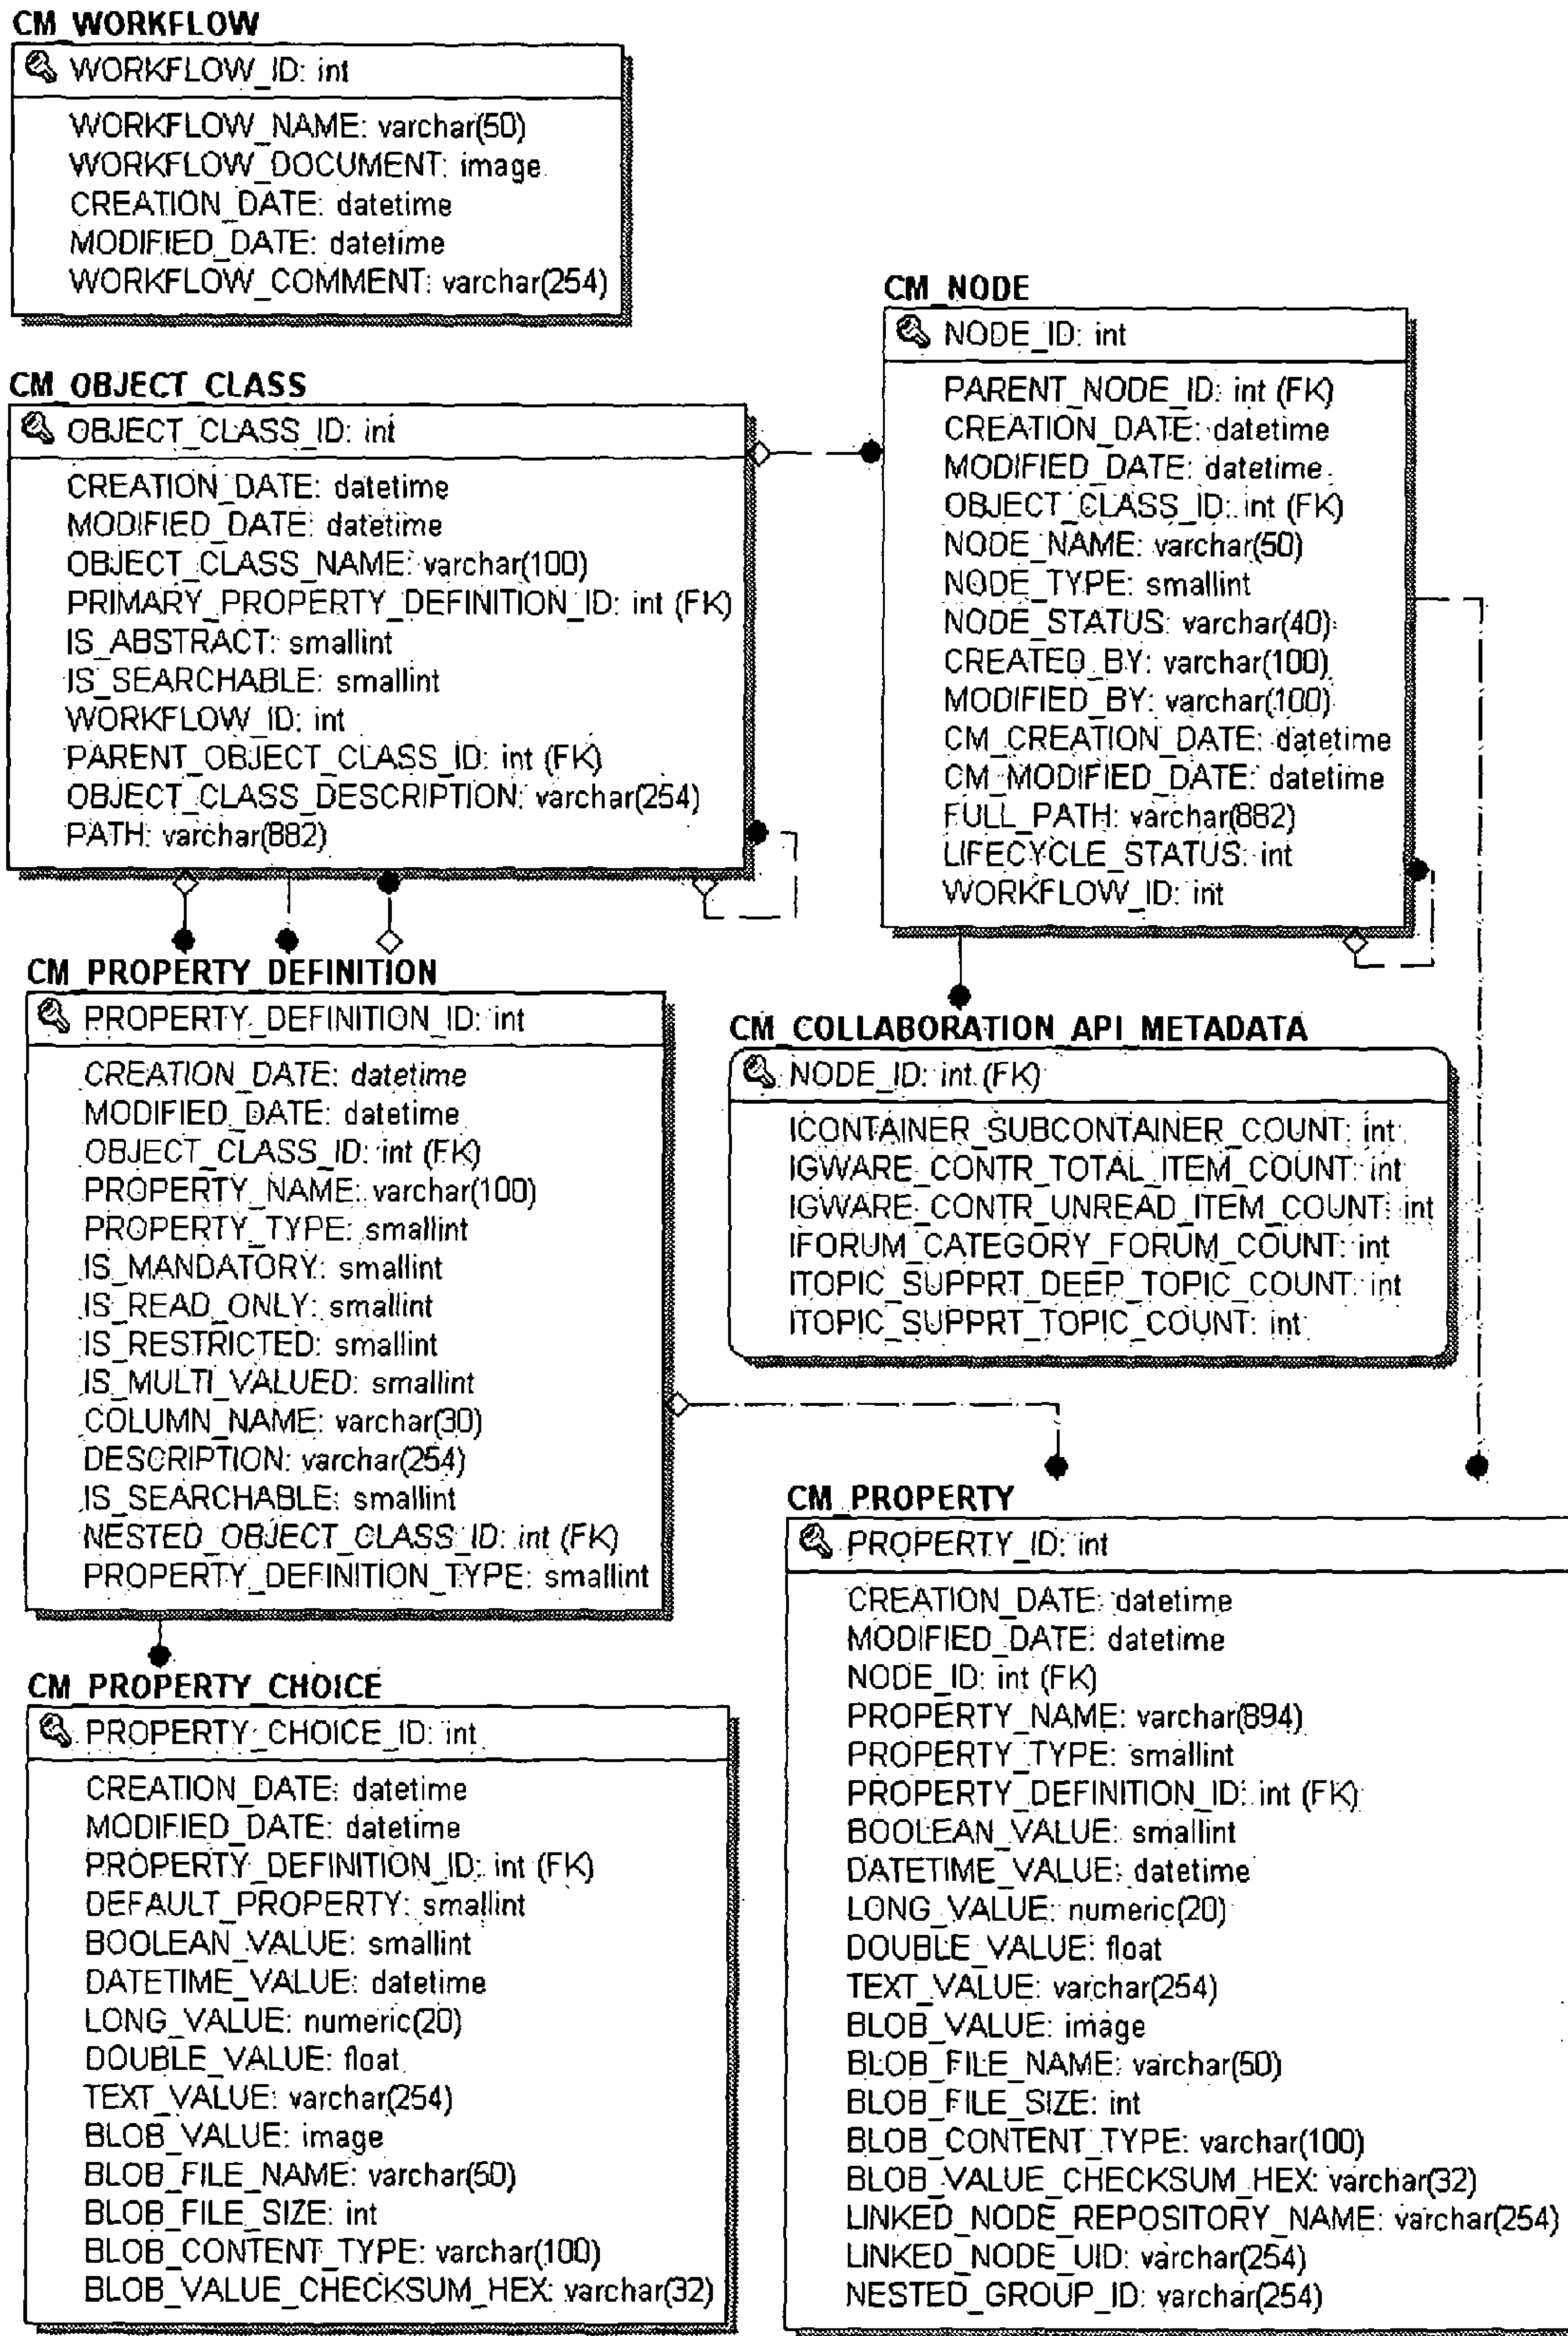 CM_WORKFLOW
WORKFLOW_ID: int
WORKFLOW_NAME: varchar(50)
WORKFLOW_DOCUMENT: image
CREATION_DATE: datetime
MODIFIED_DATE: datetime
WORKFLOW_COMMENT: varchar(254)
CM_OBJECT_CLASS
OBJECT_CLASS_ID: int
CREATION_DATE: datetime
MODIFIED_DATE: datetime
OBJECT_CLASS_NAME: varchar(100)
PRIMARY_PROPERTY_DEFINITION_ID: int (FK)
IS_ABSTRACT: smallint
IS_SEARCHABLE: smallint
WORKFLOW_ID: int
PARENT_OBJECT_CLASS_ID: int (FK)
OBJECT_CLASS_DESCRIPTION: varchar(254)
PATH: varchar(882)
CM_NODE
NODE_ID: int
PARENT_NODE_ID: int (FK)
CREATION_DATE: datetime
MODIFIED_DATE: datetime
OBJECT_CLASS_ID: int (FK)
NODE_NAME: varchar(50)
NODE_TYPE: smallint
NODE_STATUS: varchar(40)
CREATED_BY: varchar(100)
MODIFIED_BY: varchar(100)
CM_CREATION_DATE: datetime
CM_MODIFIED_DATE: datetime
FULL_PATH: varchar(882)
LIFECYCLE_STATUS: int
WORKFLOW_ID: int
CM_PROPERTY_DEFINITION
PROPERTY_DEFINITION_ID: int
CREATION_DATE: datetime
MODIFIED_DATE: datetime
OBJECT_CLASS_ID: int (FK)
PROPERTY_NAME: varchar(100)
PROPERTY_TYPE: smallint
IS_MANDATORY: smallint
IS_READ_ONLY: smallint
IS_RESTRICTED: smallint
IS_MULTI_VALUED: smallint
COLUMN_NAME: varchar(30)
DESCRIPTION: varchar(254)
IS_SEARCHABLE: smallint
NESTED_OBJECT_CLASS_ID: int (FK)
PROPERTY_DEFINITION_TYPE: smallint
CM_COLLABORATION_API_METADATA
NODE_ID: int (FK)
ICONTAINER_SUBCONTAINER_COUNT: int
IGWARE_CONTR_TOTAL_ITEM_COUNT: int
IGWARE_CONTR_UNREAD_ITEM_COUNT: int
IFORUM_CATEGORY_FORUM_COUNT: int
ITOPIC_SUPPRT_DEEP_TOPIC_COUNT: int
ITOPIC_SUPPRT_TOPIC_COUNT: int
CM_PROPERTY_CHOICE
PROPERTY_CHOICE_ID: int
CREATION_DATE: datetime
MODIFIED_DATE: datetime
PROPERTY_DEFINITION_ID: int (FK)
DEFAULT_PROPERTY: smallint
BOOLEAN_VALUE: smallint
DATETIME_VALUE: datetime
LONG_VALUE: numeric(20)
DOUBLE_VALUE: float
TEXT_VALUE: varchar(254)
BLOB_VALUE: image
BLOB_FILE_NAME: varchar(50)
BLOB_FILE_SIZE: int
BLOB_CONTENT_TYPE: varchar(100)
BLOB_VALUE_CHECKSUM_HEX: varchar(32)
CM_PROPERTY
PROPERTY_ID: int
CREATION_DATE: datetime
MODIFIED_DATE: datetime
NODE_ID: int (FK)
PROPERTY_NAME: varchar(894)
PROPERTY_TYPE: smallint
PROPERTY_DEFINITION_ID: int (FK)
BOOLEAN_VALUE: smallint
DATETIME_VALUE: datetime
LONG_VALUE: numeric(20)
DOUBLE_VALUE: float
TEXT_VALUE: varchar(254)
BLOB_VALUE: image
BLOB_FILE_NAME: varchar(50)
BLOB_FILE_SIZE: int
BLOB_CONTENT_TYPE: varchar(100)
BLOB_VALUE_CHECKSUM_HEX: varchar(32)
LINKED_NODE_REPOSITORY_NAME: varchar(254)
LINKED_NODE_UID: varchar(254)
NESTED_GROUP_ID: varchar(254)